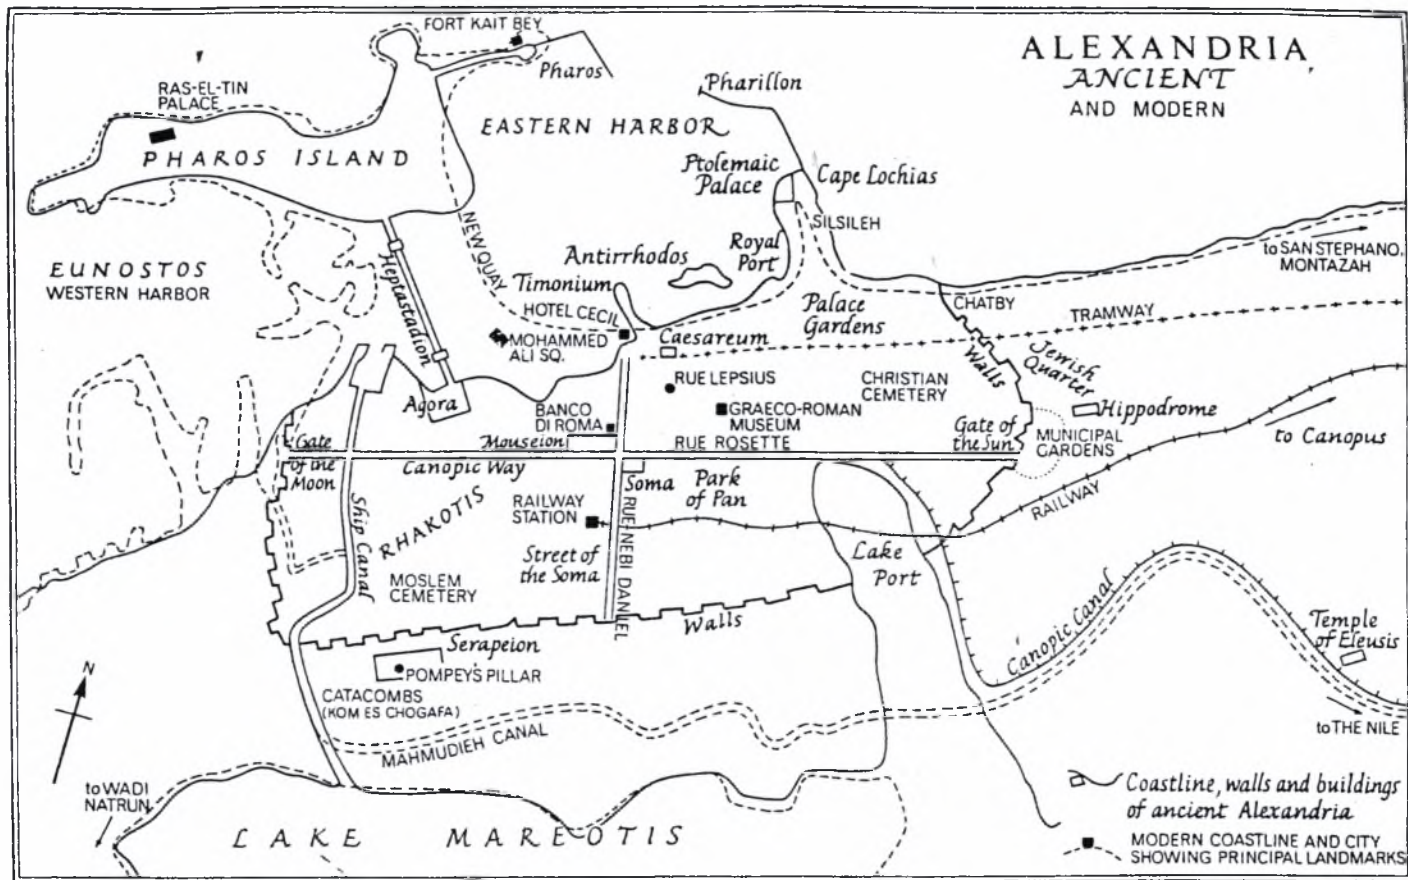 ALEXANDRIA
ANCIENT
AND MODERN
FORT KAIT BEY
Pharos
Pharillon
RAS-EL-TIN
PALACE
EASTERN HARBOR
PHAROS ISLAND
Ptolemaic
Palace
Cape Lochias
SILSILEH
NEW QUAY
Royal
Port
Antirrhodos
Timonium
to SAN STEPHANO,
MONTAZAH
EUNOSTOS
WESTERN HARBOR
Heptastadion
HOTEL CECIL
Palace
Gardens
CHATBY
TRAMWAY
MOHAMMED
ALI SQ.
Caesareum
Walls
Jewish
Quarter
RUE LEPSIUS
CHRISTIAN
CEMETERY
Agora
BANCO
DI ROMA
GRAECO-ROMAN
MUSEUM
Hippodrome
Gate of
the Sun
MUNICIPAL
GARDENS
to Canopus
Gate
of the
Moon
Mouseion
RUE ROSETTE
Canopic Way
Soma
Park
of Pan
RAILWAY
Ship Canal
RHAKOTIS
RAILWAY
STATION
RUE NEBI DANIEL
Street of
the Soma
Lake
Port
MOSLEM
CEMETERY
Canopic Canal
Walls
Temple
of Eleusis
Serapeion
POMPEY'S PILLAR
CATACOMBS
(KOM ES CHOGAFA)
N
MAHMUDIEH CANAL
to THE NILE
to WADI
NATRUN
LAKE MAREOTIS
Coastline, walls and buildings
of ancient Alexandria
MODERN COASTLINE AND CITY
SHOWING PRINCIPAL LANDMARKS